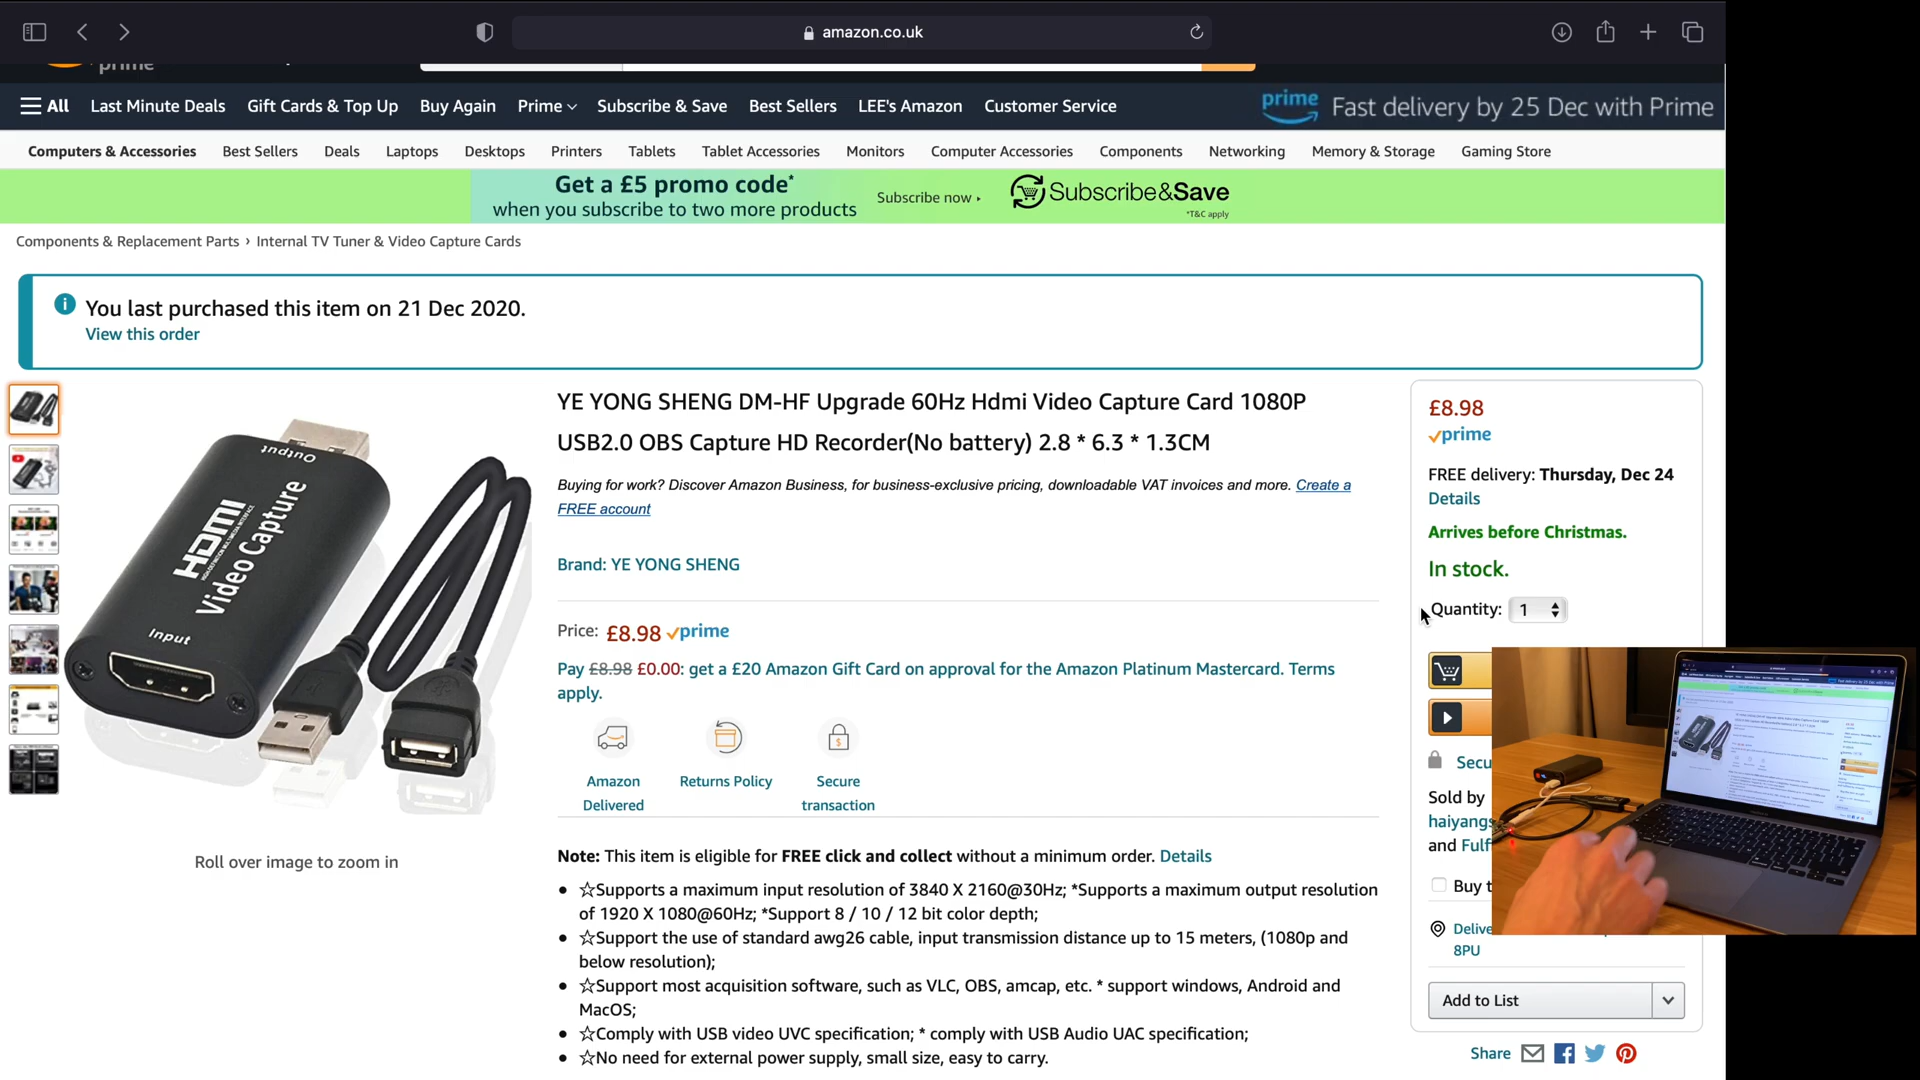 amazon.co.uk
prime
All Last Minute Deals Gift Cards & Top Up Buy Again Prime Subscribe & Save Best Sellers LEE's Amazon Customer Service
prime Fast delivery by 25 Dec with Prime
Computers & Accessories Best Sellers Deals Laptops Desktops Printers Tablets Tablet Accessories Monitors Computer Accessories Components Networking Memory & Storage Gaming Store
Get a £5 promo code*
when you subscribe to two more products
Subscribe now ▸
Subscribe&Save
*T&C apply
Components & Replacement Parts › Internal TV Tuner & Video Capture Cards
You last purchased this item on 21 Dec 2020.
View this order
Output
HDMI
HIGH-DEFINITION MULTIMEDIA INTERFACE
Video Capture
Input
Roll over image to zoom in
YE YONG SHENG DM-HF Upgrade 60Hz Hdmi Video Capture Card 1080P
USB2.0 OBS Capture HD Recorder(No battery) 2.8 * 6.3 * 1.3CM
Buying for work? Discover Amazon Business, for business-exclusive pricing, downloadable VAT invoices and more. Create a
FREE account
Brand: YE YONG SHENG
Price: £8.98 prime
Pay £8.98 £0.00: get a £20 Amazon Gift Card on approval for the Amazon Platinum Mastercard. Terms
apply.
Amazon
Delivered
Returns Policy
Secure
transaction
Note: This item is eligible for FREE click and collect without a minimum order. Details
• ☆Supports a maximum input resolution of 3840 X 2160@30Hz; *Supports a maximum output resolution
of 1920 X 1080@60Hz; *Support 8 / 10 / 12 bit color depth;
• ☆Support the use of standard awg26 cable, input transmission distance up to 15 meters, (1080p and
below resolution);
• ☆Support most acquisition software, such as VLC, OBS, amcap, etc. * support windows, Android and
MacOS;
• ☆Comply with USB video UVC specification; * comply with USB Audio UAC specification;
• ☆No need for external power supply, small size, easy to carry.
£8.98
prime
FREE delivery: Thursday, Dec 24
Details
Arrives before Christmas.
In stock.
Quantity: 1
Secu
Sold by
haiyangs
and Fulf
Buy t
Delive
8PU
Add to List
Share